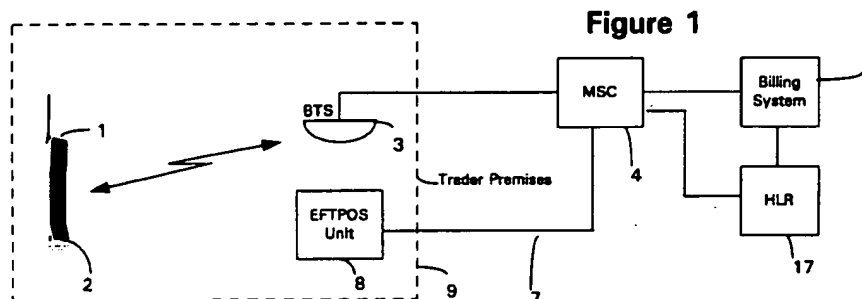 Figure 1
1
BTS
3
MSC
4
Billing
System
Trader Premises
EFTPOS
Unit
8
9
7
HLR
17
2